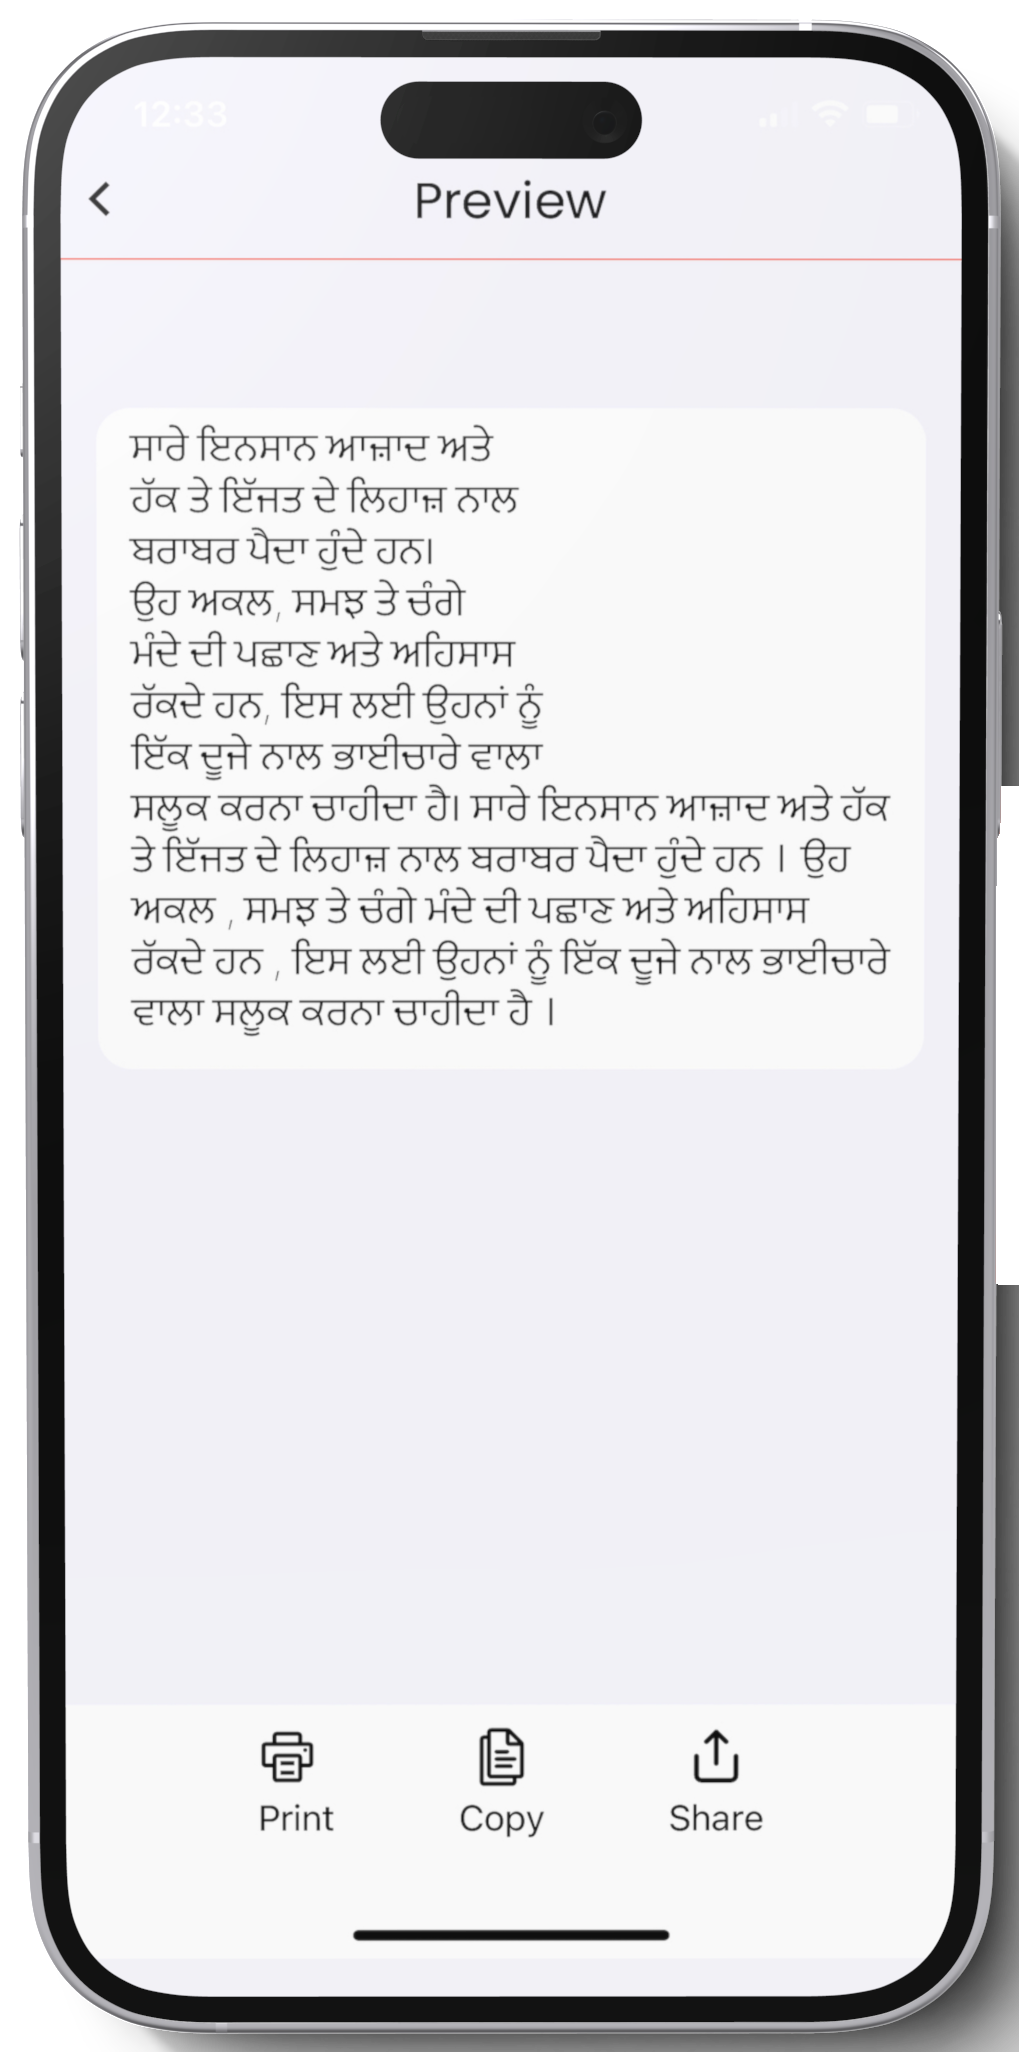 12:33
Preview
ਸਾਰੇ ਇਨਸਾਨ ਆਜ਼ਾਦ ਅਤੇ
ਹੱਕ ਤੇ ਇੱਜਤ ਦੇ ਲਿਹਾਜ਼ ਨਾਲ
ਬਰਾਬਰ ਪੈਦਾ ਹੁੰਦੇ ਹਨ।
ਉਹ ਅਕਲ, ਸਮਝ ਤੇ ਚੰਗੇ
ਮੰਦੇ ਦੀ ਪਛਾਣ ਅਤੇ ਅਹਿਸਾਸ
ਰੱਕਦੇ ਹਨ, ਇਸ ਲਈ ਉਹਨਾਂ ਨੂੰ
ਇੱਕ ਦੂਜੇ ਨਾਲ ਭਾਈਚਾਰੇ ਵਾਲਾ
ਸਲੂਕ ਕਰਨਾ ਚਾਹੀਦਾ ਹੈ। ਸਾਰੇ ਇਨਸਾਨ ਆਜ਼ਾਦ ਅਤੇ ਹੱਕ
ਤੇ ਇੱਜਤ ਦੇ ਲਿਹਾਜ਼ ਨਾਲ ਬਰਾਬਰ ਪੈਦਾ ਹੁੰਦੇ ਹਨ । ਉਹ
ਅਕਲ , ਸਮਝ ਤੇ ਚੰਗੇ ਮੰਦੇ ਦੀ ਪਛਾਣ ਅਤੇ ਅਹਿਸਾਸ
ਰੱਕਦੇ ਹਨ , ਇਸ ਲਈ ਉਹਨਾਂ ਨੂੰ ਇੱਕ ਦੂਜੇ ਨਾਲ ਭਾਈਚਾਰੇ
ਵਾਲਾ ਸਲੂਕ ਕਰਨਾ ਚਾਹੀਦਾ ਹੈ ।
Print Copy Share